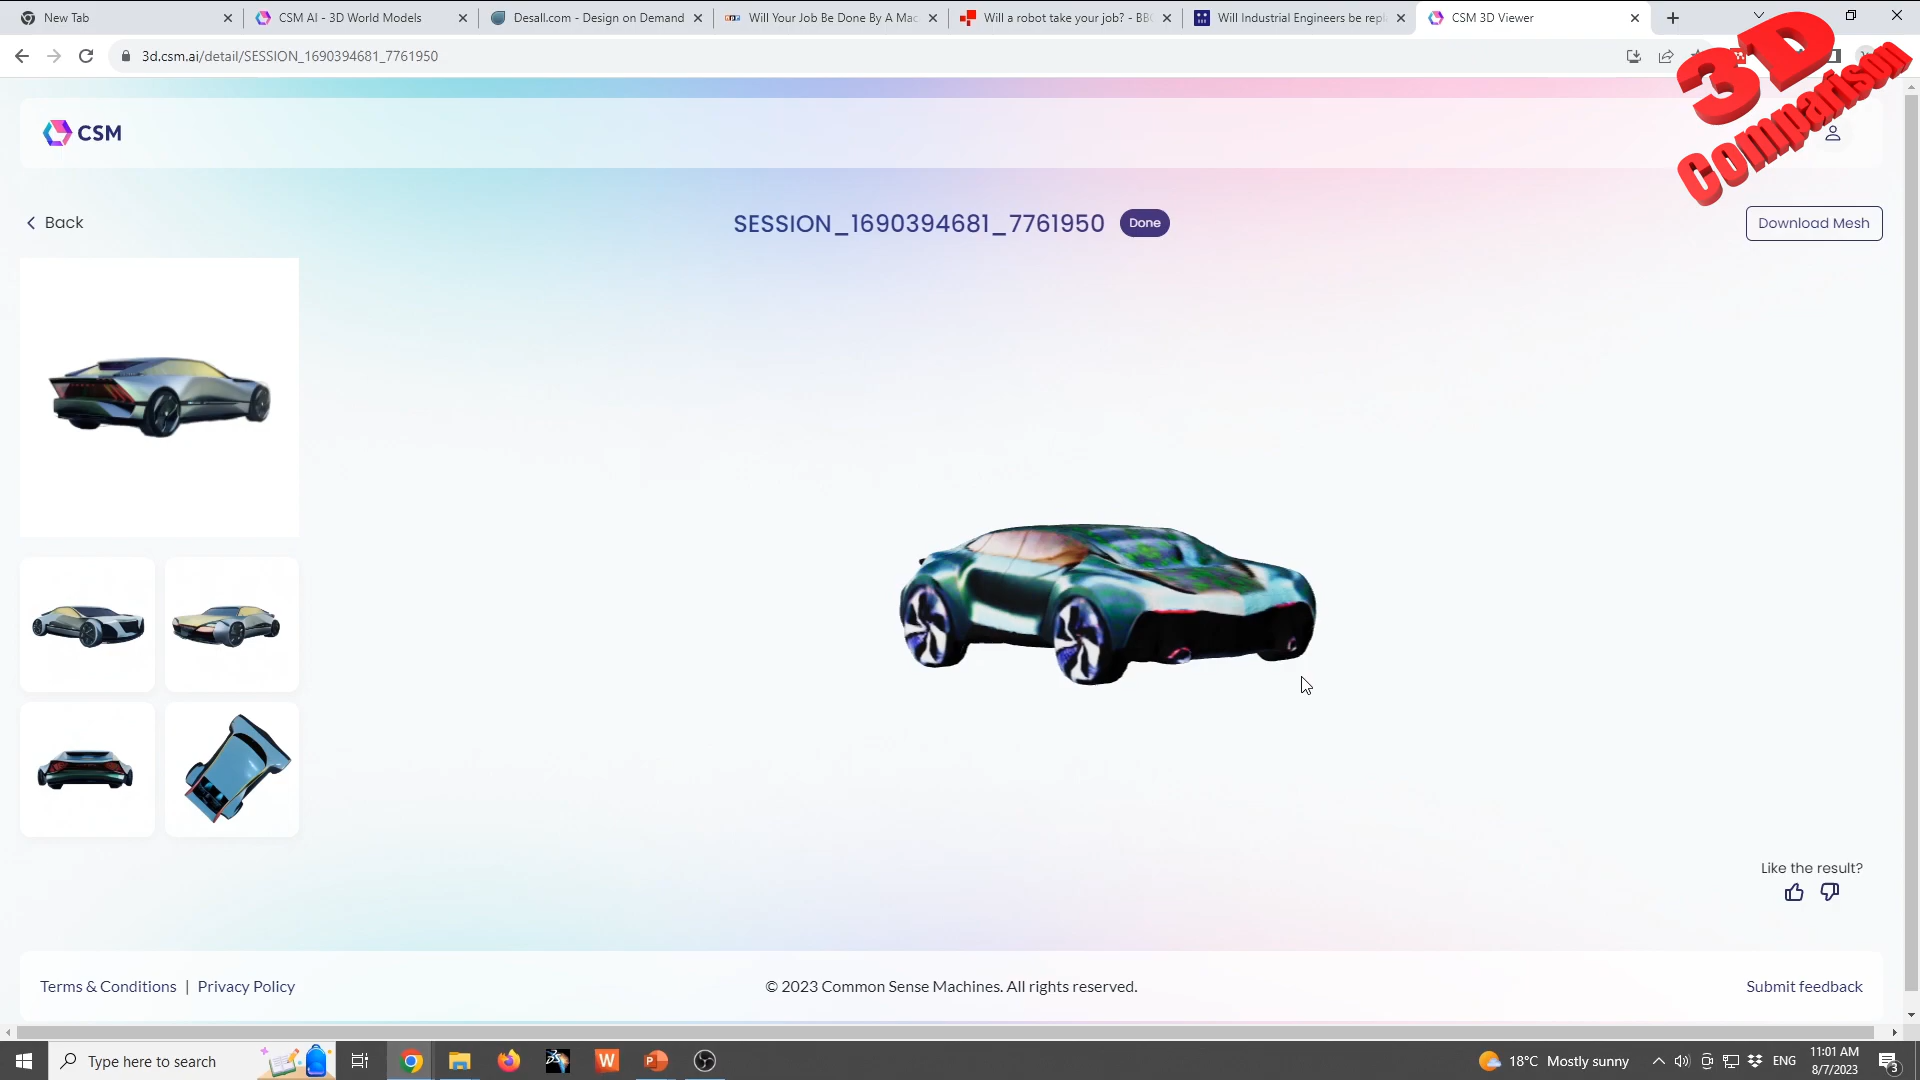 New Tab
CSM AI - 3D World Models
Desall.com - Design on Demand
Will Your Job Be Done By A Mac
Will a robot take your job? - BBC
Will Industrial Engineers be repl
CSM 3D Viewer
3d.csm.ai/detail/SESSION_1690394681_7761950
3D
Comparison
CSM
Back
SESSION_1690394681_7761950
Done
Download Mesh
Like the result?
Terms & Conditions | Privacy Policy
© 2023 Common Sense Machines. All rights reserved.
Submit feedback
Type here to search
W
P
18°C Mostly sunny
ENG
11:01 AM
8/7/2023
3